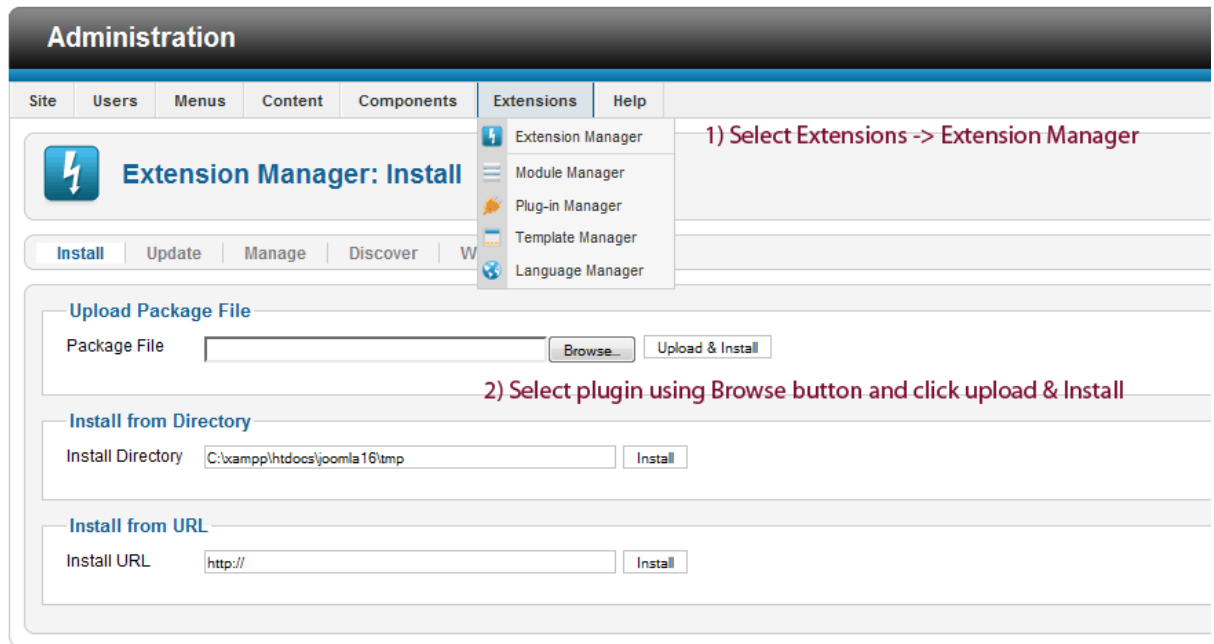 Administration
Site Users Menus Content Components Extensions Help
Extension Manager
1) Select Extensions -> Extension Manager
Extension Manager: Install
Module Manager
Plug-in Manager
Template Manager
Language Manager
Install Update Manage Discover W
Upload Package File
Package File Browse... Upload & Install
2) Select plugin using Browse button and click upload & Install
Install from Directory
Install Directory C:\xampp\htdocs\joomla16\tmp Install
Install from URL
Install URL http:// Install